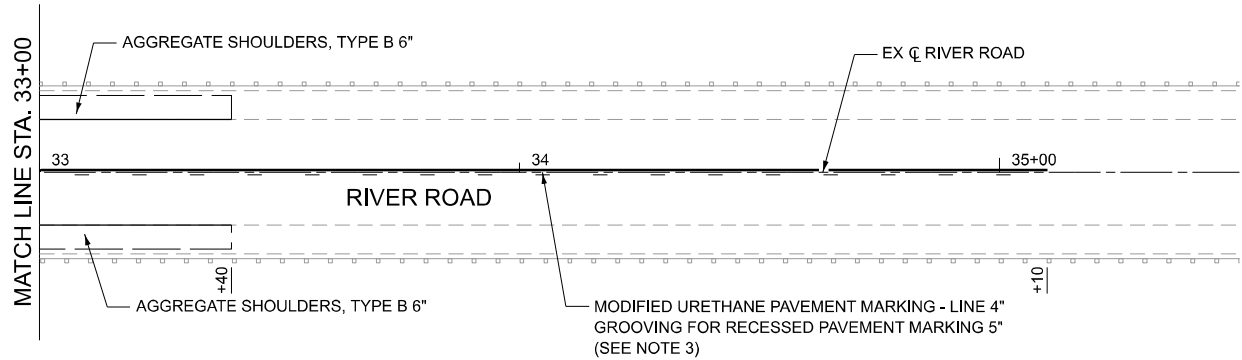 MATCH LINE STA. 33+00
AGGREGATE SHOULDERS, TYPE B 6"
EX ℄ RIVER ROAD
33
34
35+00
RIVER ROAD
+40
+10
AGGREGATE SHOULDERS, TYPE B 6"
MODIFIED URETHANE PAVEMENT MARKING - LINE 4"
GROOVING FOR RECESSED PAVEMENT MARKING 5"
(SEE NOTE 3)